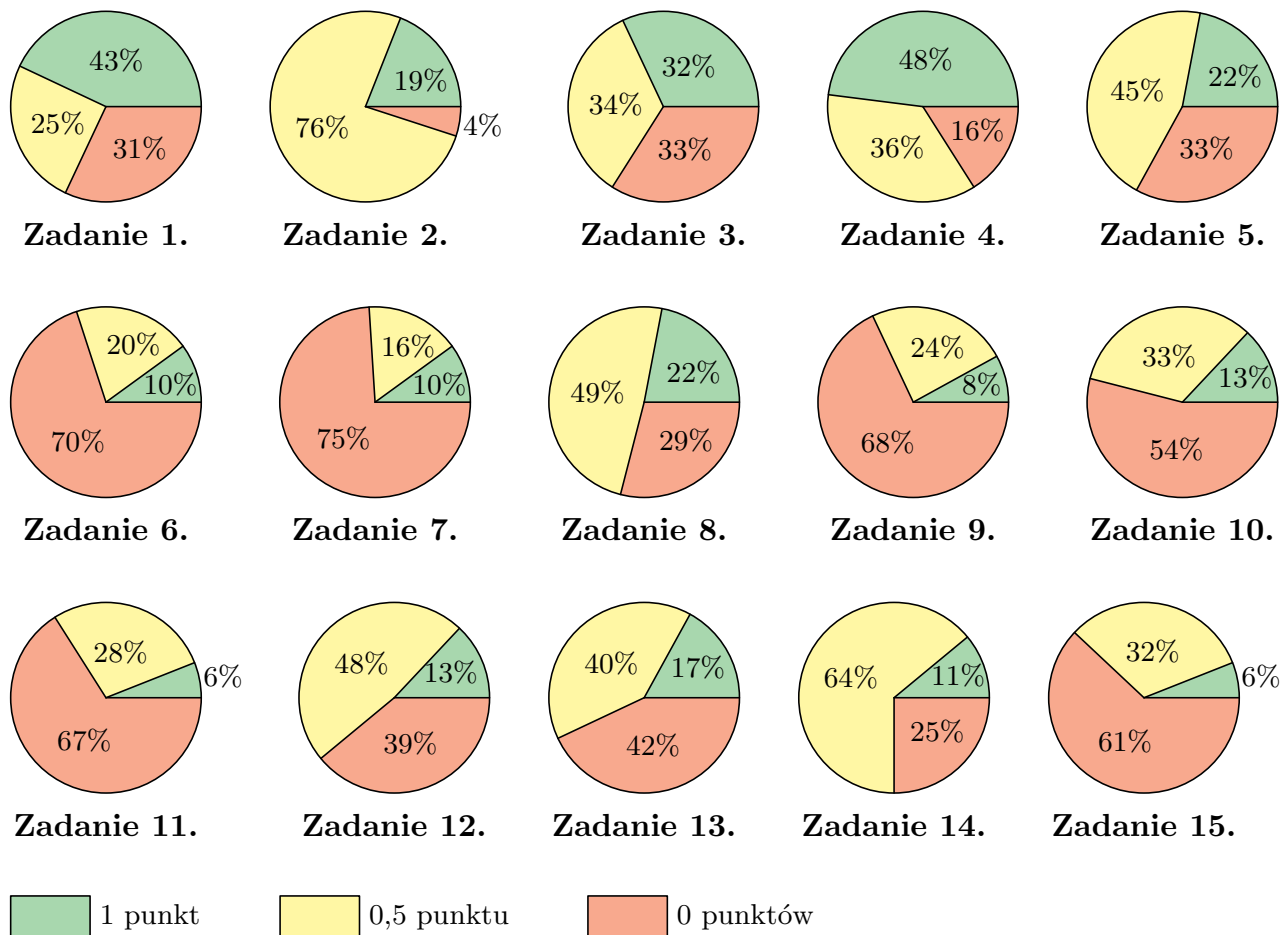 43% 25% 31%
19% 76% 4%
32% 34% 33%
48% 36% 16%
22% 45% 33%
Zadanie 1. Zadanie 2. Zadanie 3. Zadanie 4. Zadanie 5.
20% 10% 70%
16% 10% 75%
22% 49% 29%
24% 8% 68%
33% 13% 54%
Zadanie 6. Zadanie 7. Zadanie 8. Zadanie 9. Zadanie 10.
28% 6% 67%
48% 13% 39%
40% 17% 42%
64% 11% 25%
32% 6% 61%
Zadanie 11. Zadanie 12. Zadanie 13. Zadanie 14. Zadanie 15.
1 punkt 0,5 punktu 0 punktów